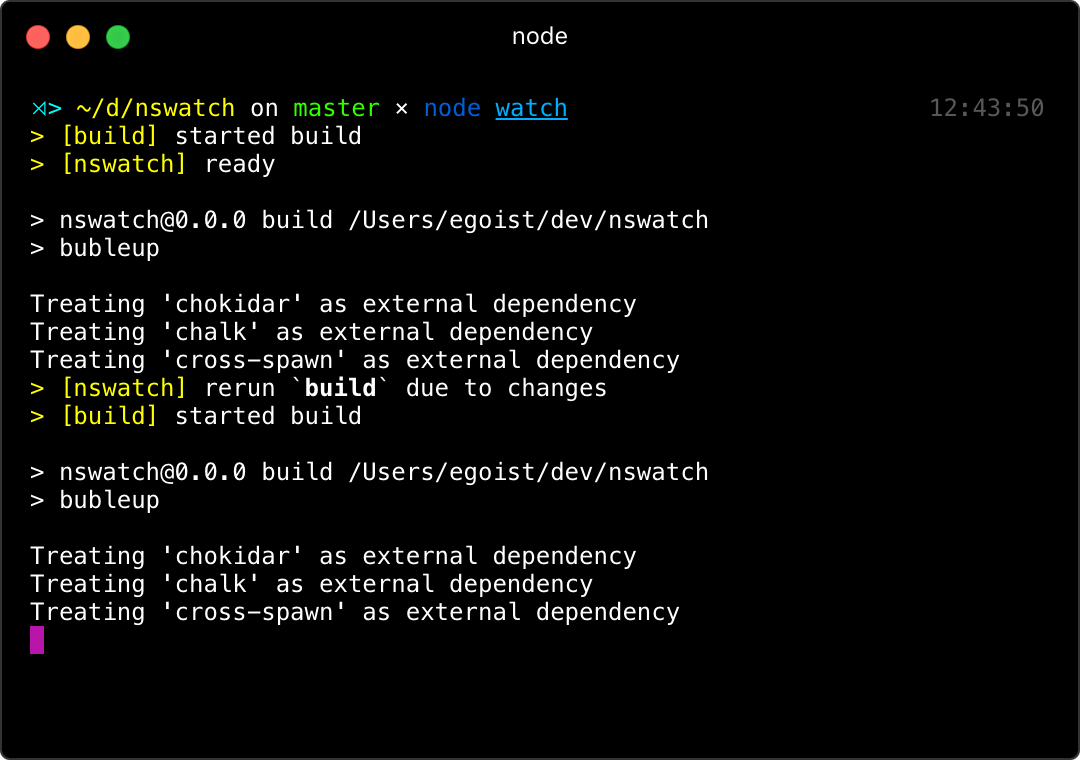 node
⋊> ~/d/nswatch on master × node watch 12:43:50
> [build] started build
> [nswatch] ready
> nswatch@0.0.0 build /Users/egoist/dev/nswatch
> bubleup
Treating 'chokidar' as external dependency
Treating 'chalk' as external dependency
Treating 'cross-spawn' as external dependency
> [nswatch] rerun `build` due to changes
> [build] started build
> nswatch@0.0.0 build /Users/egoist/dev/nswatch
> bubleup
Treating 'chokidar' as external dependency
Treating 'chalk' as external dependency
Treating 'cross-spawn' as external dependency